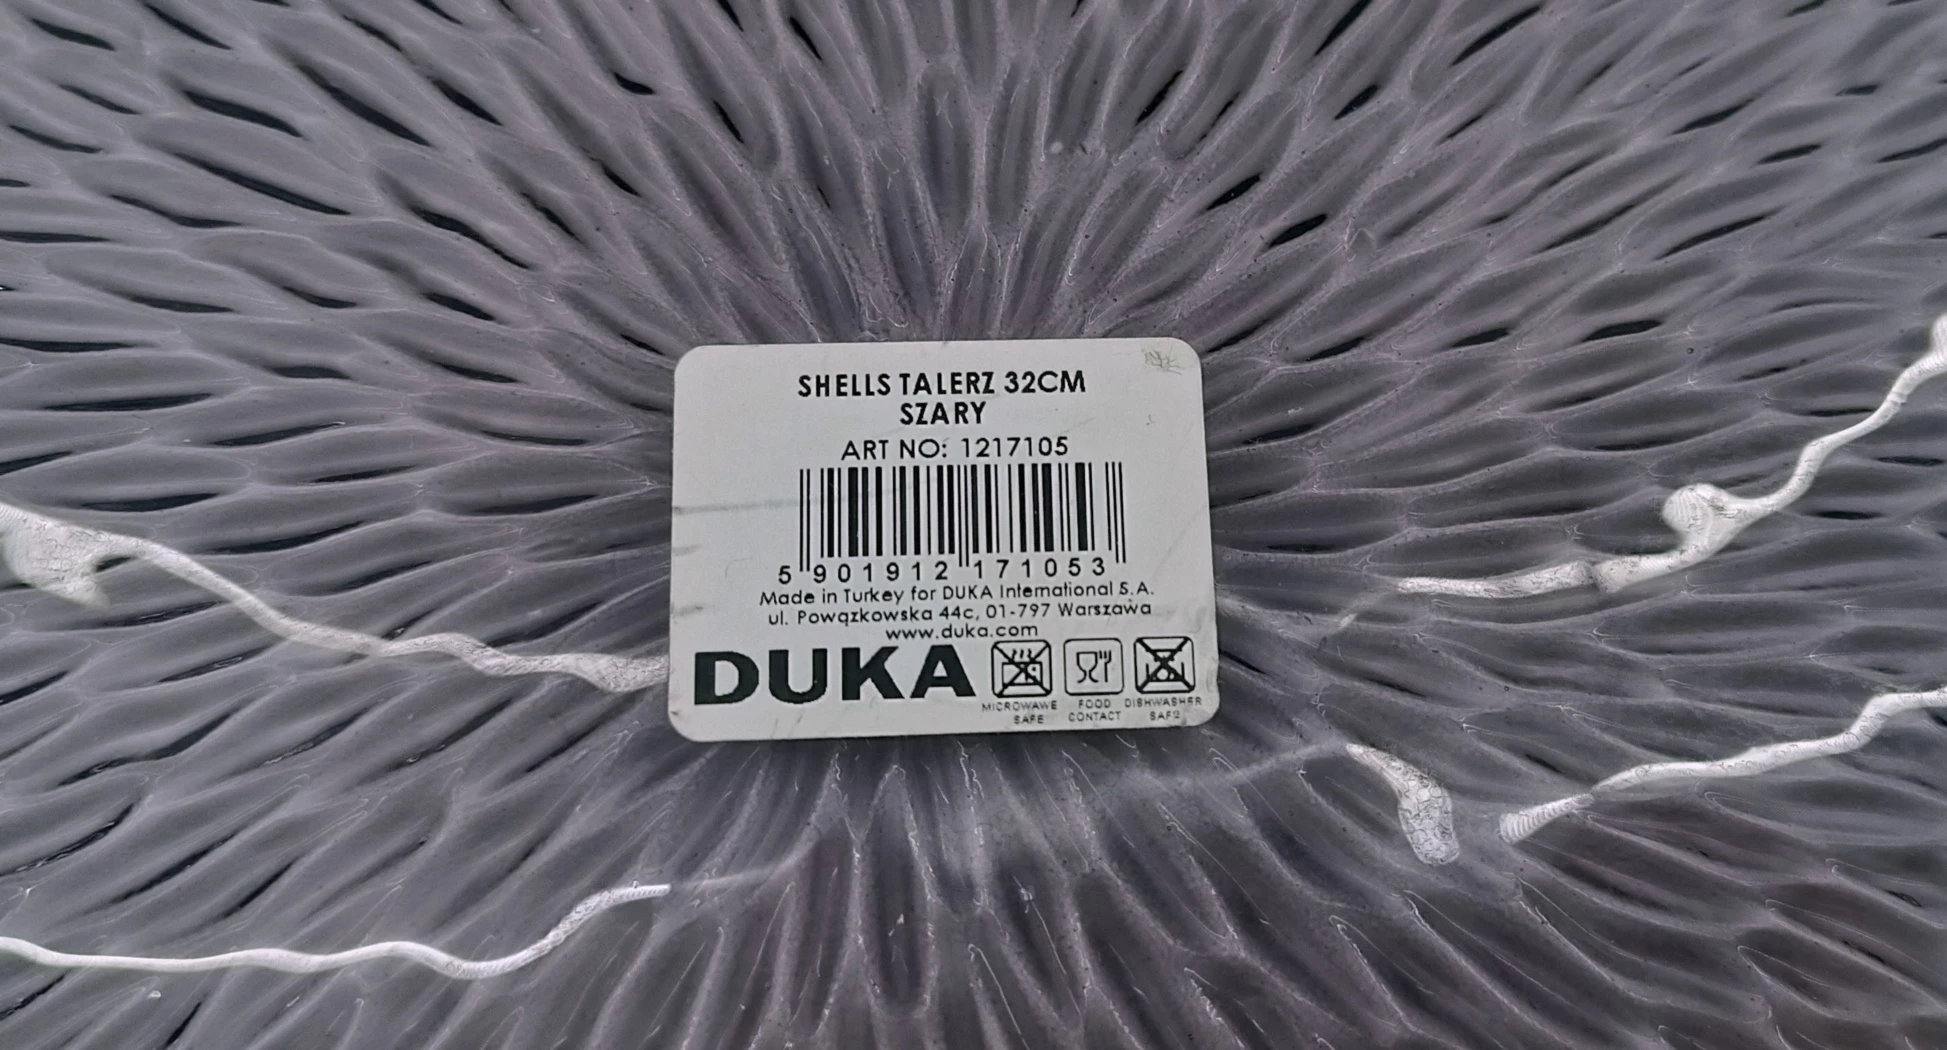 SHELLS TALERZ 32CM
SZARY
ART NO: 1217105
5 901912 171053
Made in Turkey for DUKA International S.A.
ul. Powązkowska 44c, 01-797 Warszawa
www.duka.com
DUKA
MICROWAWE SAFE
FOOD CONTACT
DISHWASHER SAFE